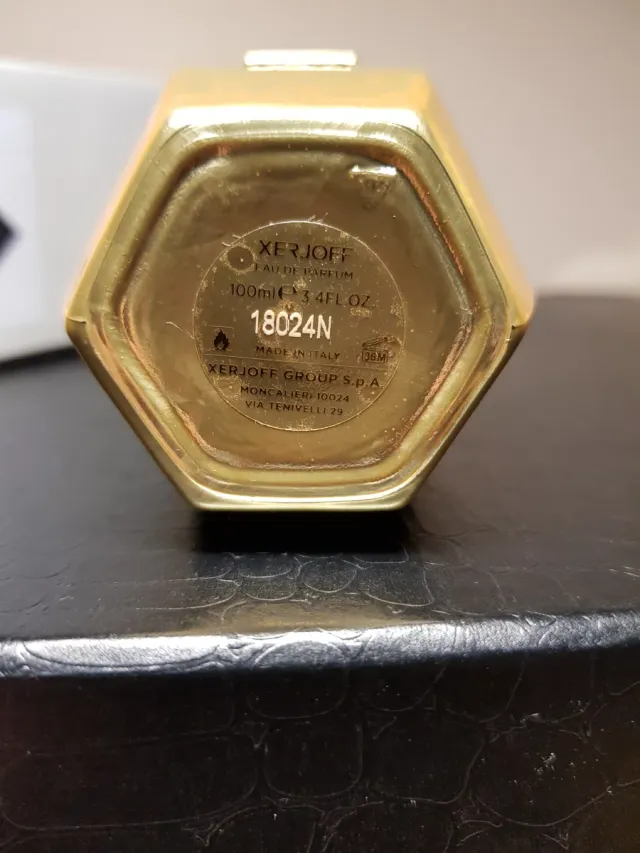 XERJOFF
EAU DE PARFUM
100ml ℮ 3.4FL.OZ.
18024N
MADE IN ITALY
36M
XERJOFF GROUP S.p.A.
MONCALIERI 10024
VIA TENIVELLI 29